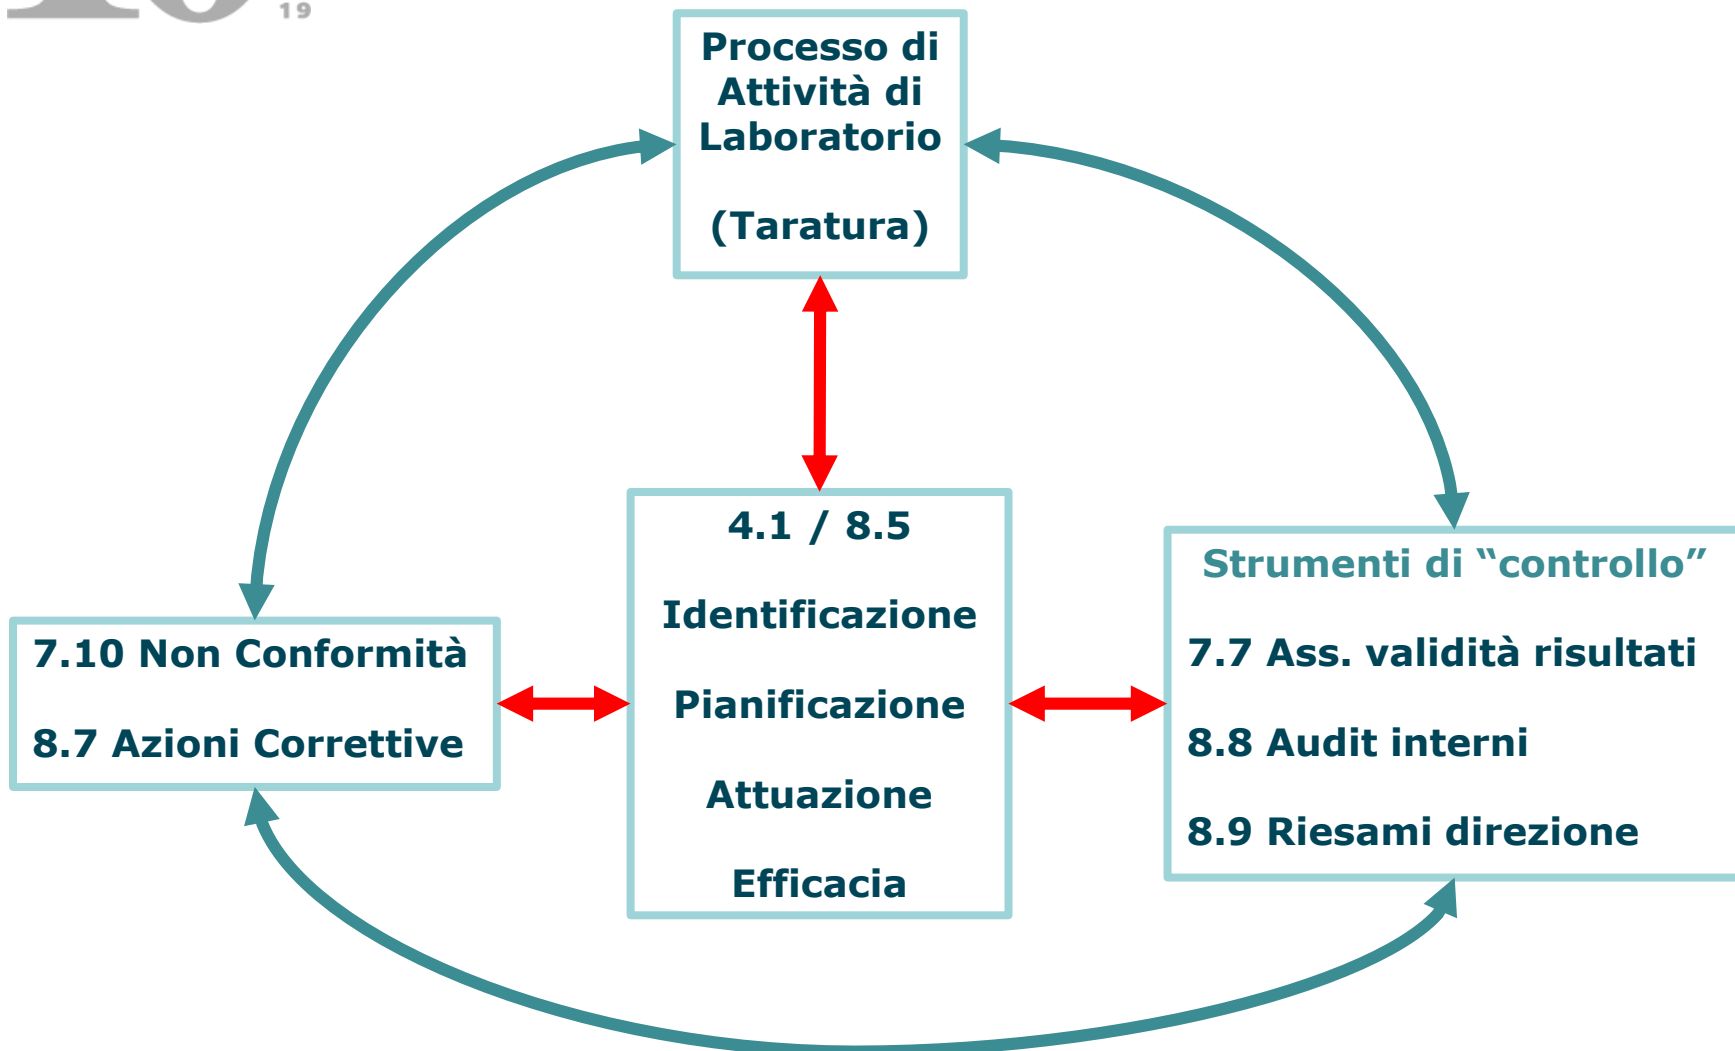 19
Processo di
Attività di
Laboratorio
(Taratura)
4.1 / 8.5
Identificazione
Pianificazione
Attuazione
Efficacia
7.10 Non Conformità
8.7 Azioni Correttive
Strumenti di “controllo”
7.7 Ass. validità risultati
8.8 Audit interni
8.9 Riesami direzione